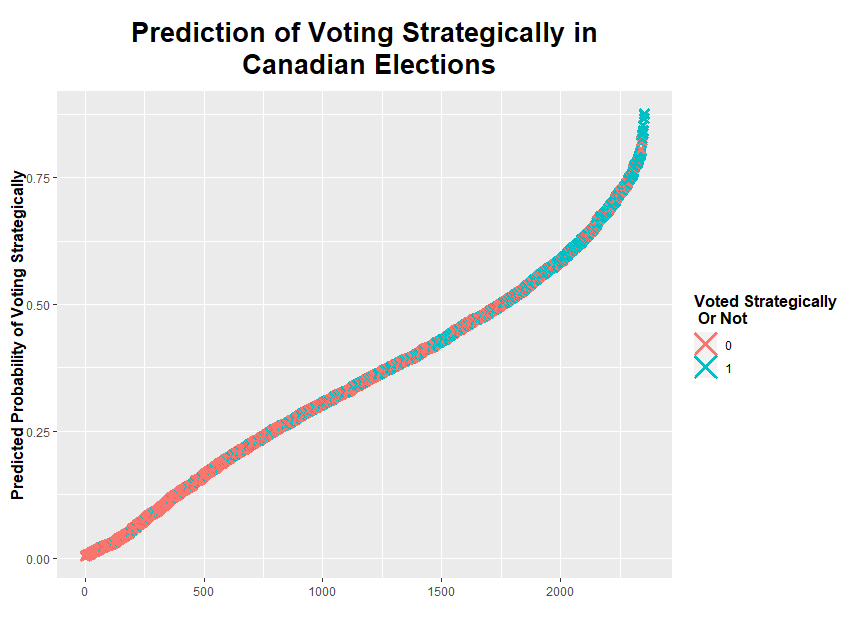 Prediction of Voting Strategically in
Canadian Elections
Predicted Probability of Voting Strategically
0.75
0.50
0.25
0.00
0
500
1000
1500
2000
Voted Strategically
Or Not
0
1